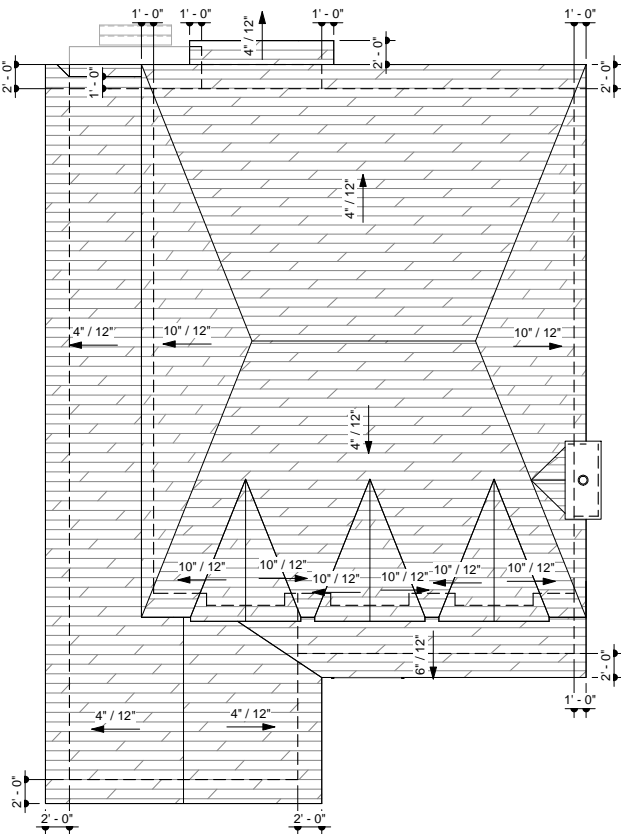 1' - 0"
1' - 0"
4" / 12"
1' - 0"
1' - 0"
2' - 0"
1' - 0"
2' - 0"
2' - 0"
4" / 12"
4" / 12"
10" / 12"
10" / 12"
4" / 12"
10" / 12"
10" / 12"
10" / 12"
10" / 12"
10" / 12"
10" / 12"
6" / 12"
2' - 0"
1' - 0"
4" / 12"
4" / 12"
2' - 0"
2' - 0"
2' - 0"